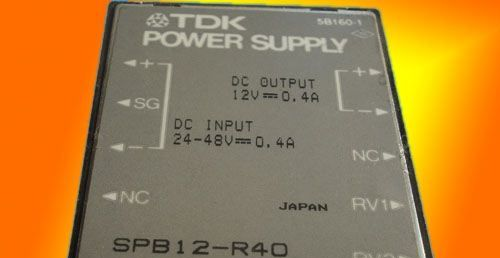 TDK 5B160-1
POWER SUPPLY
+ DC OUTPUT +
12V⎓0.4A
SG
DC INPUT -
- 24-48V⎓0.4A
NC
NC
JAPAN RV1
SPB12-R40